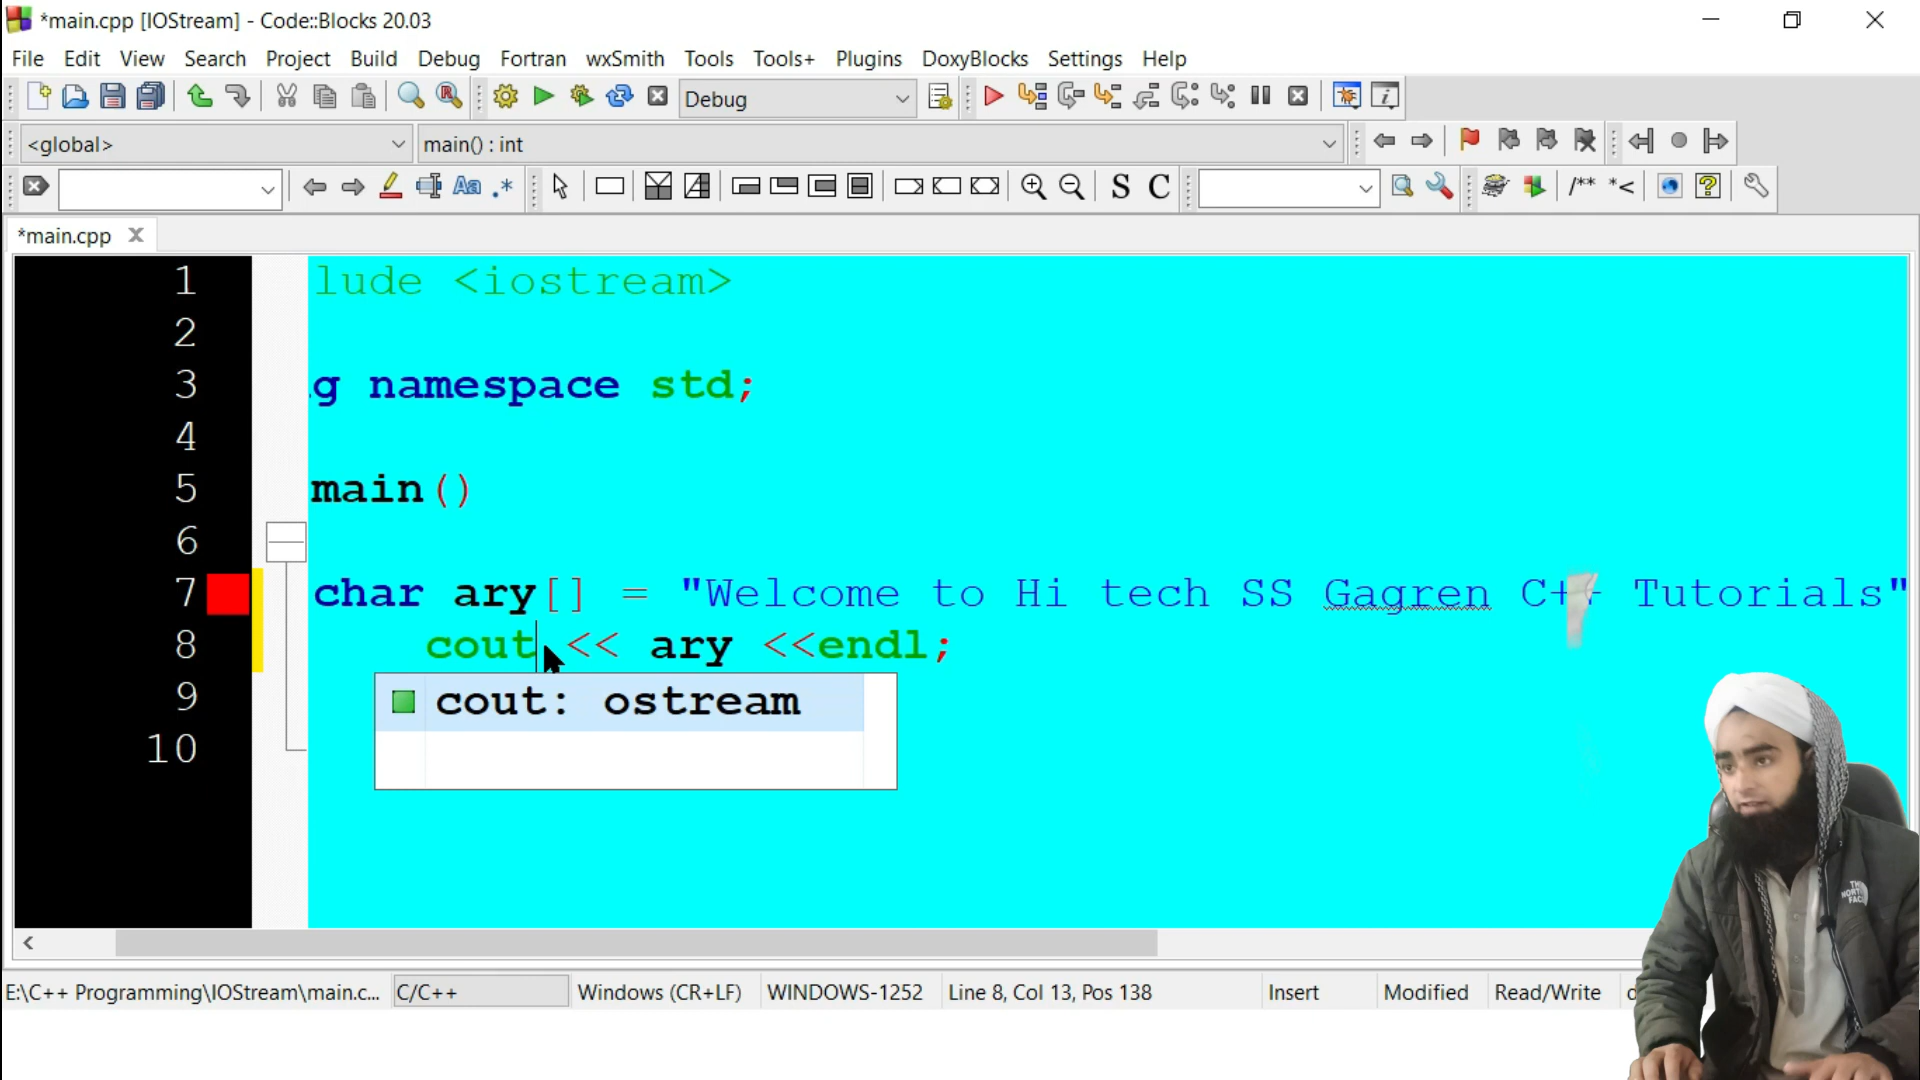 *main.cpp [IOStream] - Code::Blocks 20.03
File Edit View Search Project Build Debug Fortran wxSmith Tools Tools+ Plugins DoxyBlocks Settings Help
Debug
<global> main() : int
S C /** *<
*main.cpp
1 lude <iostream>
2
3 g namespace std;
4
5 main()
6
7 char ary[] = "Welcome to Hi tech SS Gagren C++ Tutorials"
8 cout << ary <<endl;
9 cout: ostream
10
THE NORTH FACE
E:\C++ Programming\IOStream\main.c... C/C++ Windows (CR+LF) WINDOWS-1252 Line 8, Col 13, Pos 138 Insert Modified Read/Write